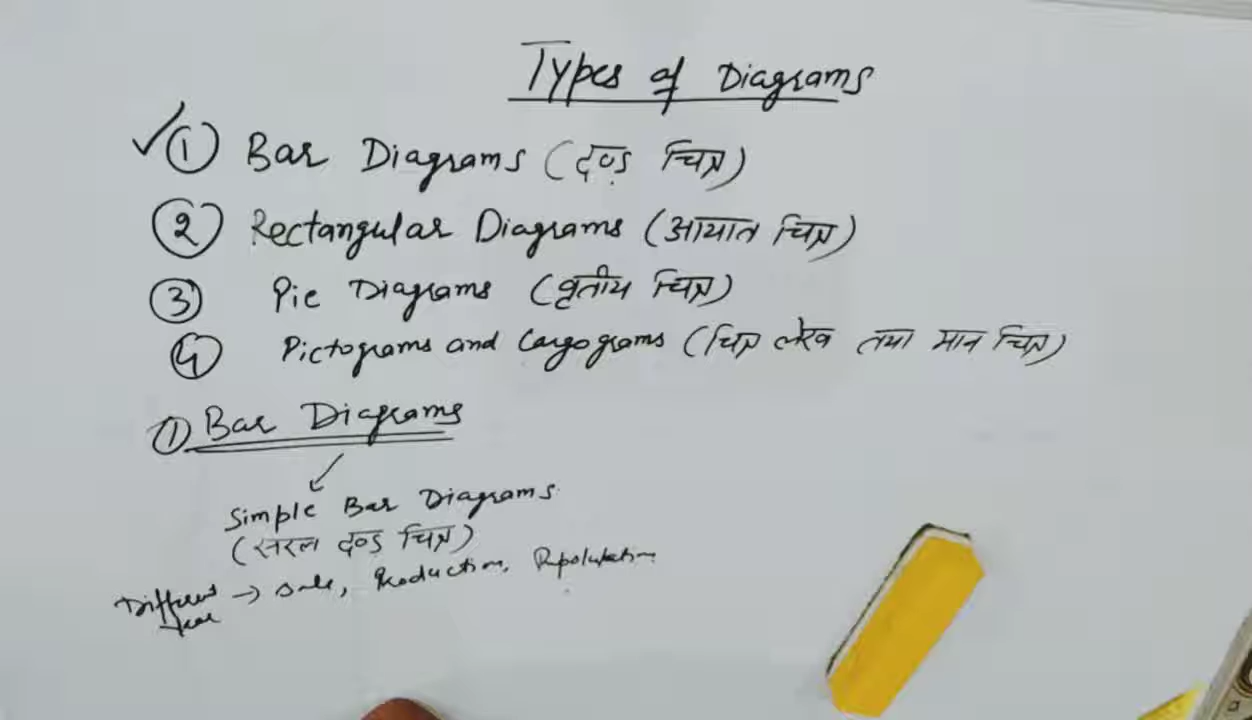 Types of Diagrams
✓① Bar Diagrams (दण्ड चित्र)
② Rectangular Diagrams (आयात चित्र)
③ Pie Diagrams (वृतीय चित्र)
④ Pictograms and Cargograms (चित्र लेख तथा मान चित्र)
① Bar Diagrams
Simple Bar Diagrams
(सरल दण्ड चित्र)
Different → Sale, Production,
Year